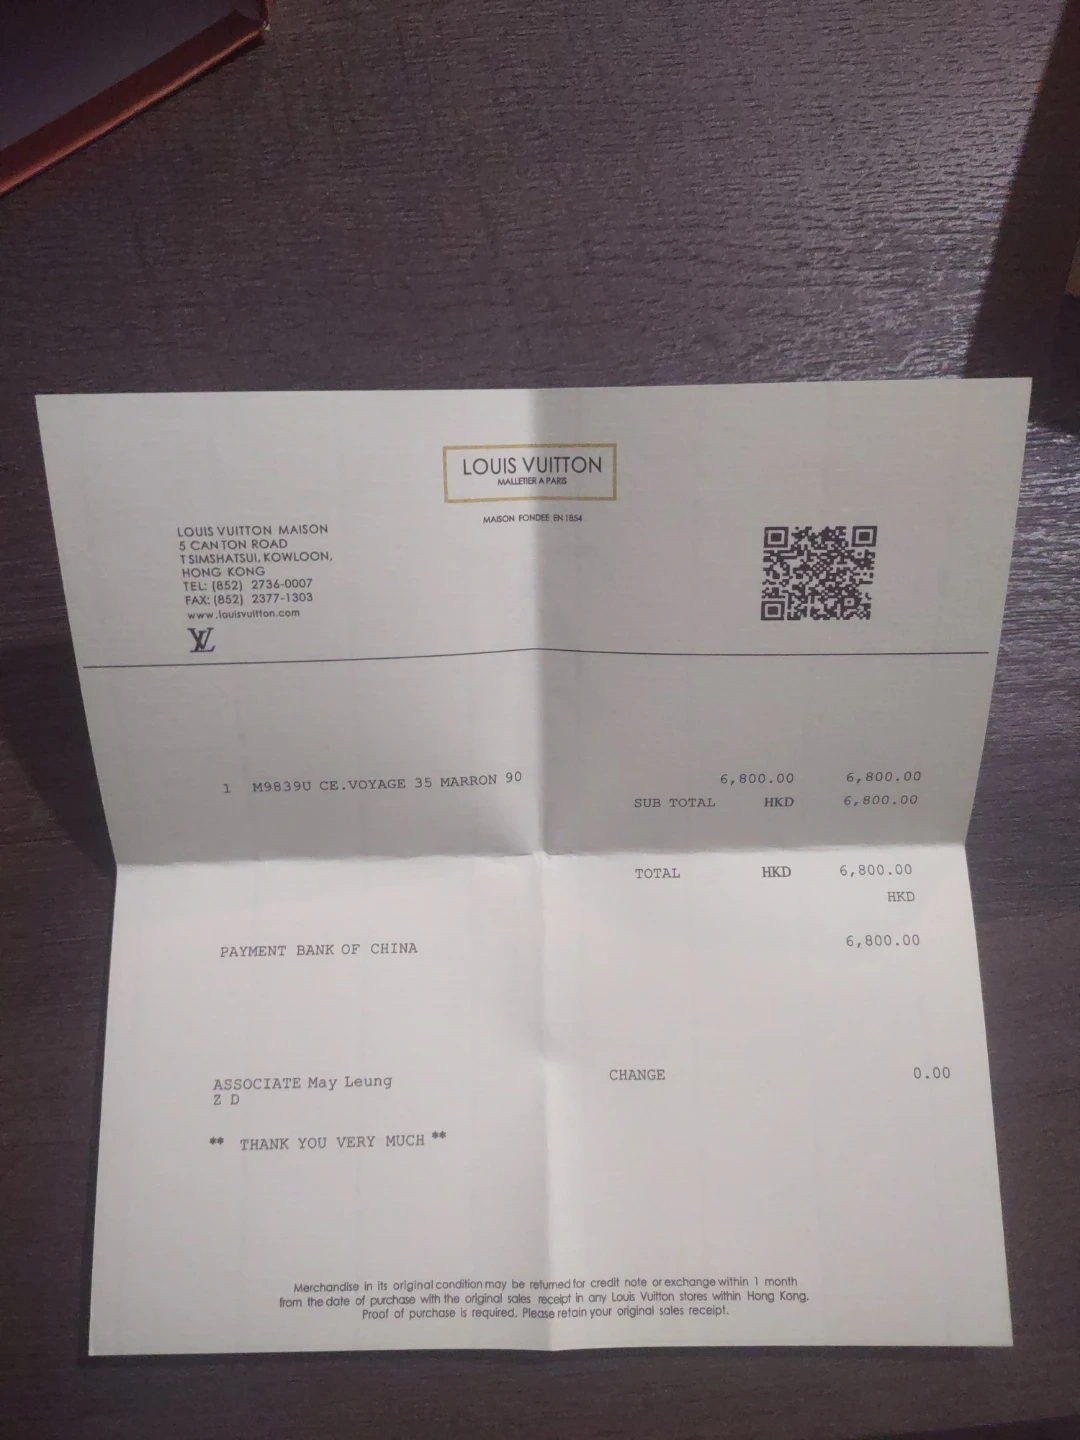 LOUIS VUITTON
MALLETIER A PARIS
MAISON FONDEE EN 1854
LOUIS VUITTON MAISON
5 CANTON ROAD
TSIMSHATSUI, KOWLOON,
HONG KONG
TEL: (852) 2736-0007
FAX: (852) 2377-1303
www.louisvuitton.com
LV
1 M9839U CE.VOYAGE 35 MARRON 90 6,800.00 6,800.00
SUB TOTAL HKD 6,800.00
TOTAL HKD 6,800.00
HKD
PAYMENT BANK OF CHINA 6,800.00
ASSOCIATE May Leung CHANGE 0.00
Z D
** THANK YOU VERY MUCH **
Merchandise in its original condition may be returned for credit note or exchange within 1 month
from the date of purchase with the original sales receipt in any Louis Vuitton stores within Hong Kong.
Proof of purchase is required. Please retain your original sales receipt.